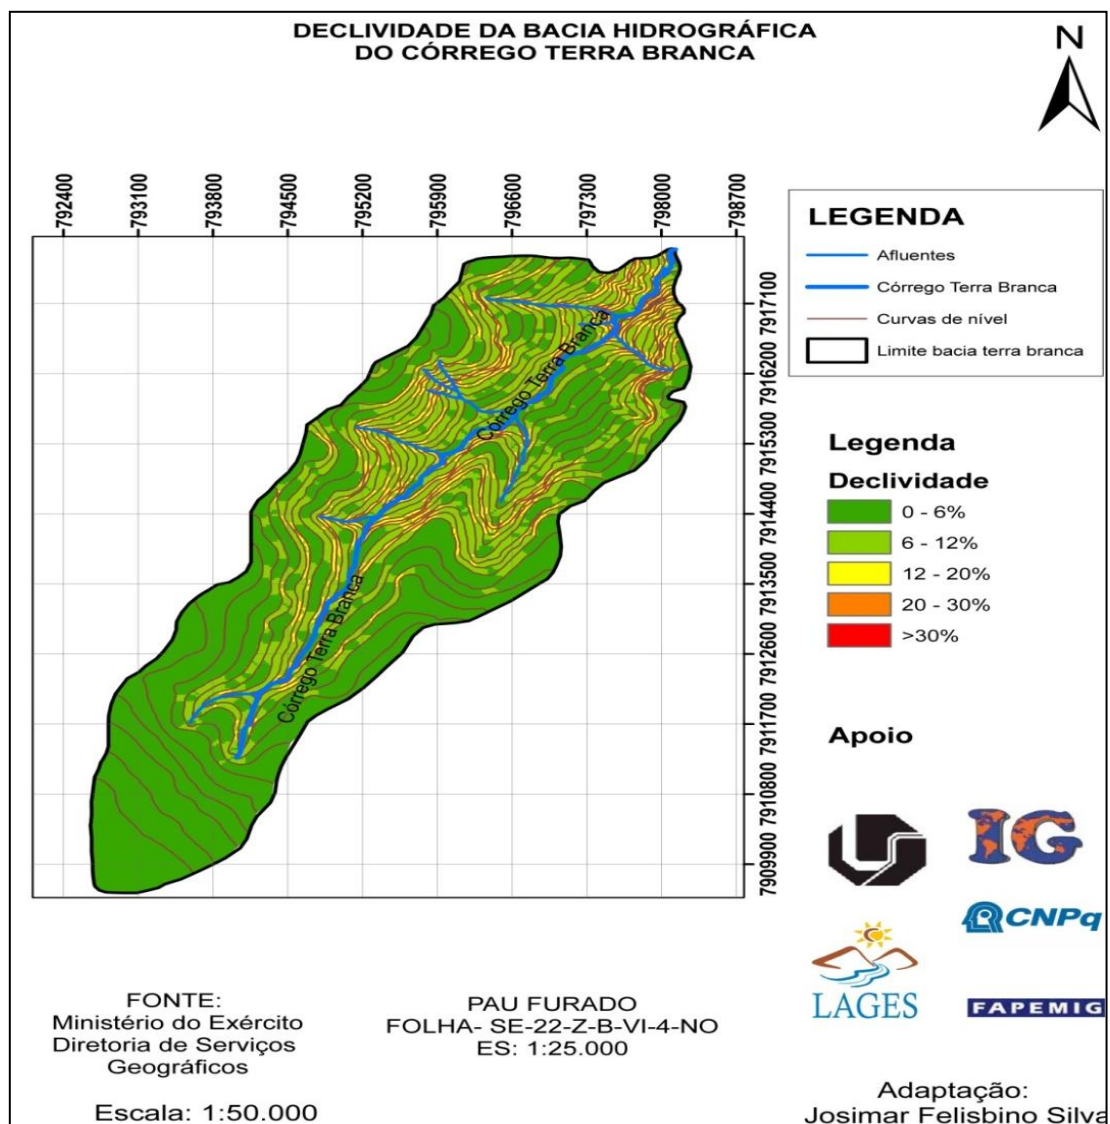 DECLIVIDADE DA BACIA HIDROGRÁFICA
DO CÓRREGO TERRA BRANCA
N
792400
793100
793800
794500
795200
795900
796600
797300
798000
798700
7917100
7916200
7915300
7914400
7913500
7912600
7911700
7910800
7909900
Córrego Terra Branca
Córrego Terra Branca
LEGENDA
Afluentes
Córrego Terra Branca
Curvas de nível
Limite bacia terra branca
Legenda
Declividade
0 - 6%
6 - 12%
12 - 20%
20 - 30%
>30%
Apoio
IG
CNPq
LAGES
FAPEMIG
FONTE:
Ministério do Exército
Diretoria de Serviços
Geográficos
Escala: 1:50.000
PAU FURADO
FOLHA- SE-22-Z-B-VI-4-NO
ES: 1:25.000
Adaptação:
Josimar Felisbino Silva